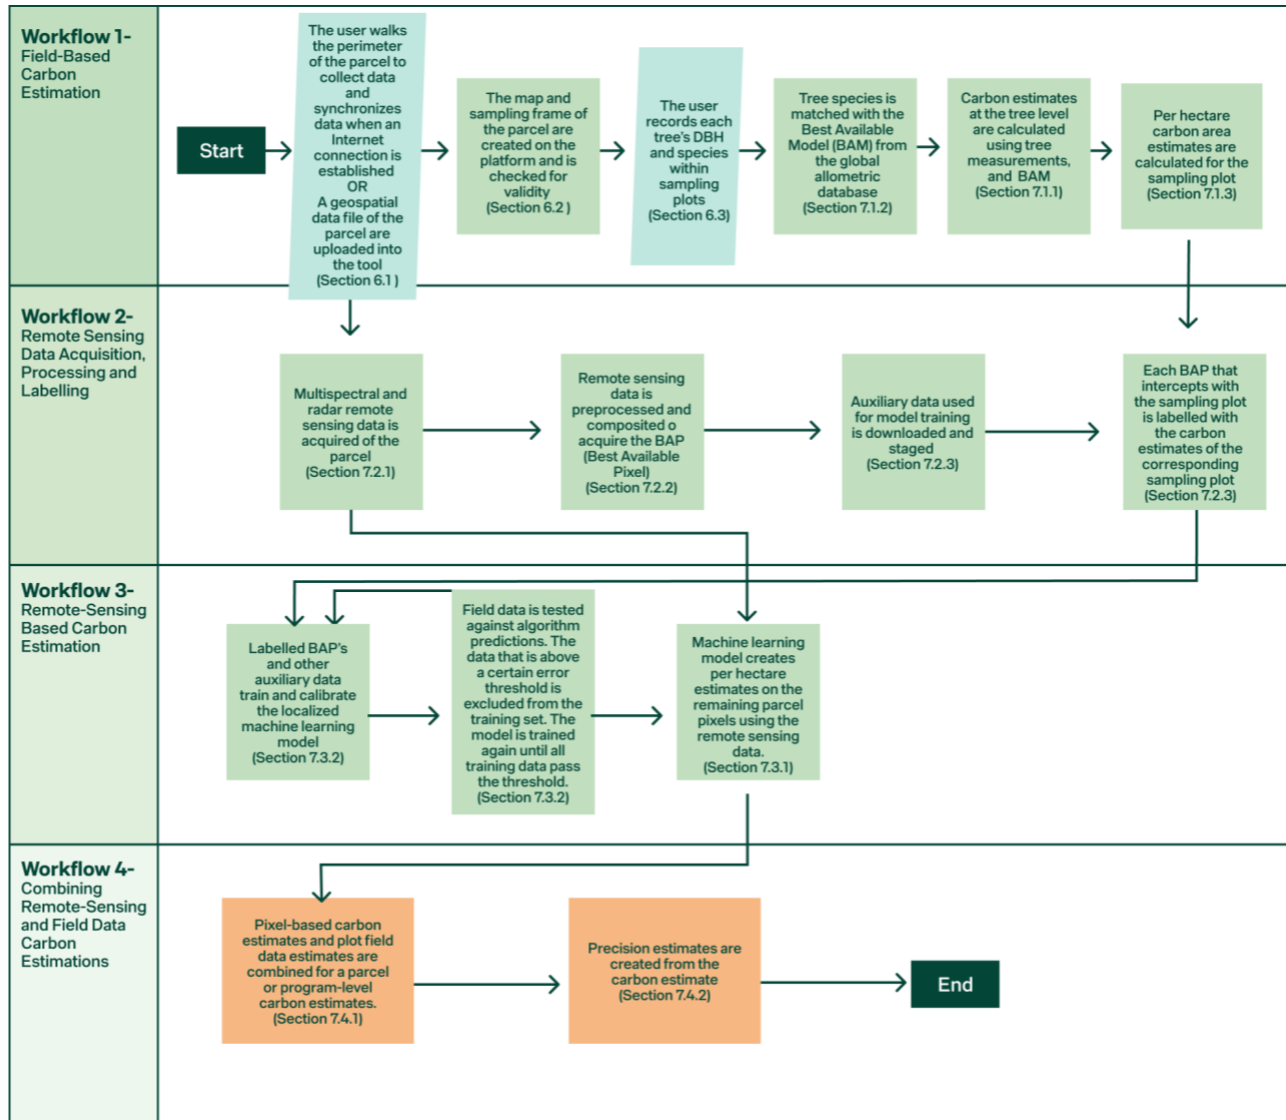 Workflow 1-
Field-Based
Carbon
Estimation
Start
The user walks
the perimeter
of the parcel to
collect data
and
synchronizes
data when an
Internet
connection is
established
OR
A geospatial
data file of the
parcel are
uploaded into
the tool
(Section 6.1 )
The map and
sampling frame
of the parcel are
created on the
platform and is
checked for
validity
(Section 6.2 )
The user
records each
tree's DBH
and species
within
sampling
plots
(Section 6.3)
Tree species is
matched with the
Best Available
Model (BAM) from
the global
allometric
database
(Section 7.1.2)
Carbon estimates
at the tree level
are calculated
using tree
measurements,
and BAM
(Section 7.1.1)
Per hectare
carbon area
estimates are
calculated for the
sampling plot
(Section 7.1.3)
Workflow 2-
Remote Sensing
Data Acquisition,
Processing and
Labelling
Multispectral and
radar remote
sensing data is
acquired of the
parcel
(Section 7.2.1)
Remote sensing
data is
preprocessed and
composited o
acquire the BAP
(Best Available
Pixel)
(Section 7.2.2)
Auxiliary data used
for model training
is downloaded and
staged
(Section 7.2.3)
Each BAP that
intercepts with
the sampling plot
is labelled with
the carbon
estimates of the
corresponding
sampling plot
(Section 7.2.3)
Workflow 3-
Remote-Sensing
Based Carbon
Estimation
Labelled BAP's
and other
auxiliary data
train and calibrate
the localized
machine learning
model
(Section 7.3.2)
Field data is tested
against algorithm
predictions. The
data that is above
a certain error
threshold is
excluded from the
training set. The
model is trained
again until all
training data pass
the threshold.
(Section 7.3.2)
Machine learning
model creates
per hectare
estimates on the
remaining parcel
pixels using the
remote sensing
data.
(Section 7.3.1)
Workflow 4-
Combining
Remote-Sensing
and Field Data
Carbon
Estimations
Pixel-based carbon
estimates and plot field
data estimates are
combined for a parcel
or program-level
carbon estimates.
(Section 7.4.1)
Precision estimates are
created from the
carbon estimate
(Section 7.4.2)
End